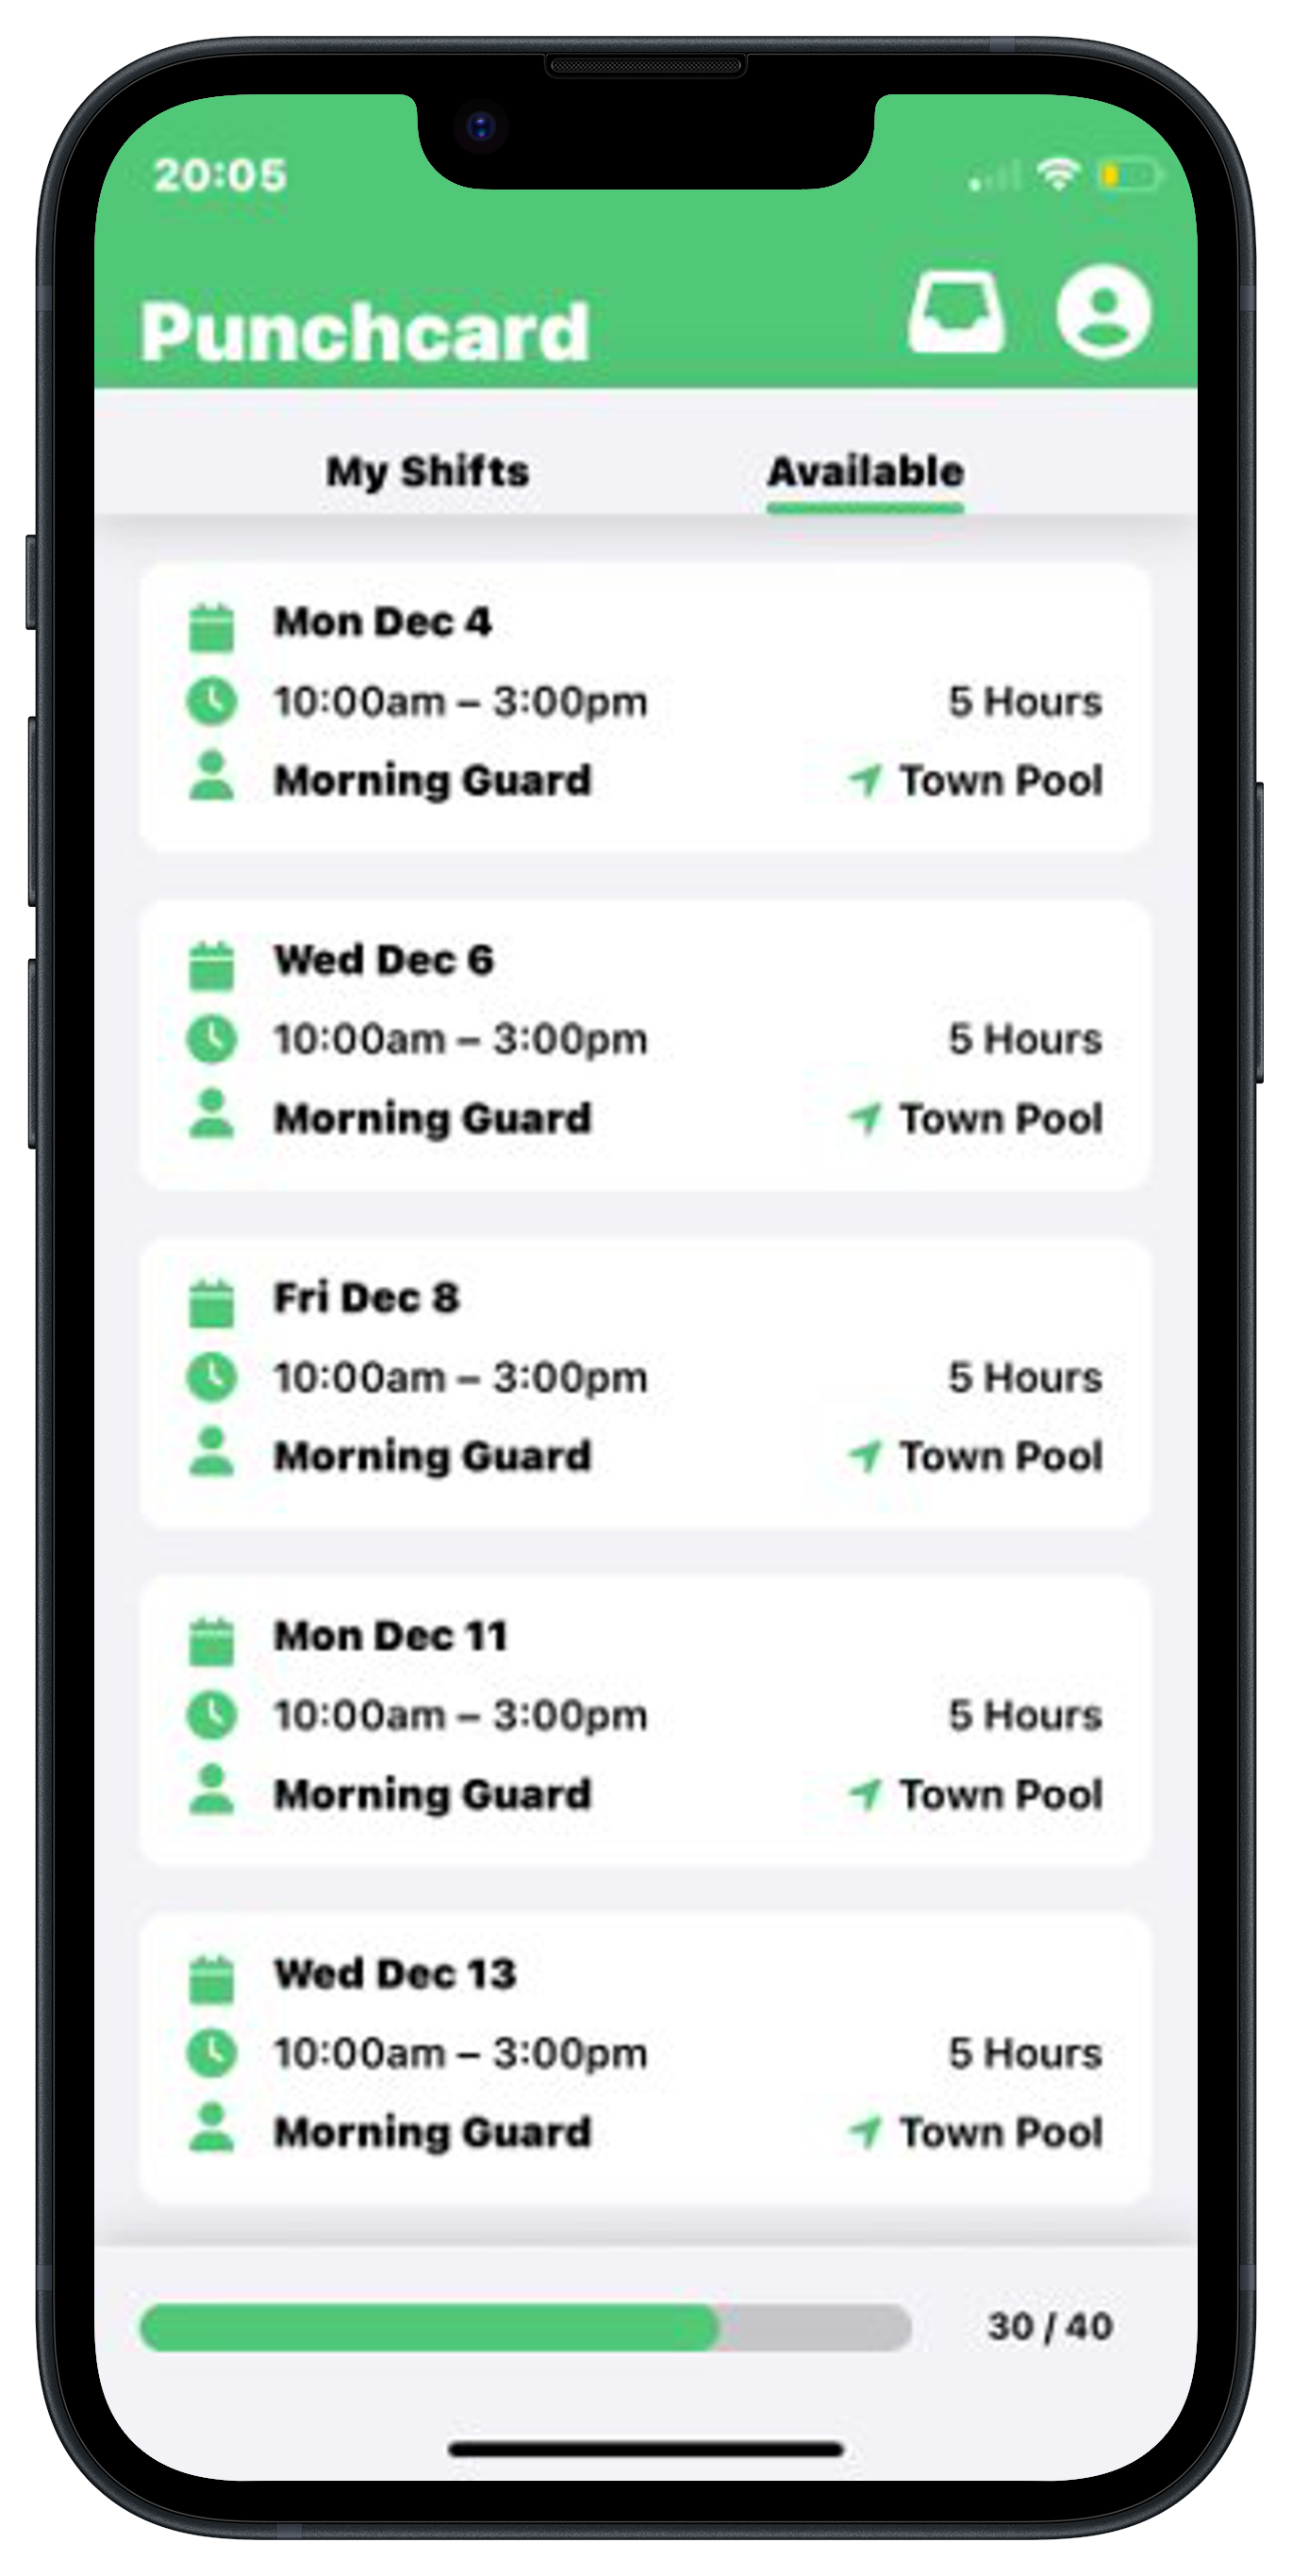 20:05
Punchcard
My Shifts Available
Mon Dec 4
10:00am – 3:00pm 5 Hours
Morning Guard Town Pool
Wed Dec 6
10:00am – 3:00pm 5 Hours
Morning Guard Town Pool
Fri Dec 8
10:00am – 3:00pm 5 Hours
Morning Guard Town Pool
Mon Dec 11
10:00am – 3:00pm 5 Hours
Morning Guard Town Pool
Wed Dec 13
10:00am – 3:00pm 5 Hours
Morning Guard Town Pool
30 / 40